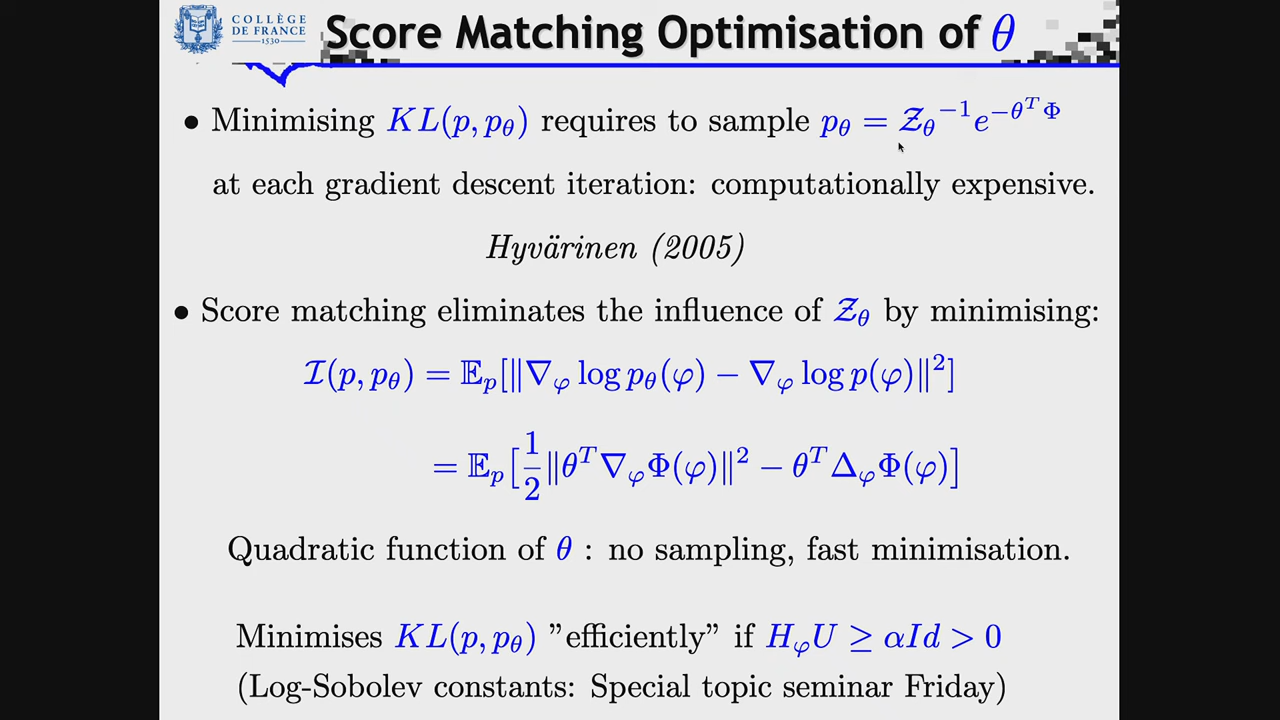 COLLÈGE
DE FRANCE
1530
Score Matching Optimisation of θ
• Minimising KL(p, p_θ) requires to sample p_θ = 𝒵_θ^{-1} e^{-θ^T Φ}
at each gradient descent iteration: computationally expensive.
Hyvärinen (2005)
• Score matching eliminates the influence of 𝒵_θ by minimising:
ℐ(p, p_θ) = 𝔼_p[‖∇_φ log p_θ(φ) − ∇_φ log p(φ)‖²]
= 𝔼_p[½‖θ^T ∇_φ Φ(φ)‖² − θ^T Δ_φ Φ(φ)]
Quadratic function of θ : no sampling, fast minimisation.
Minimises KL(p, p_θ) ”efficiently” if H_φ U ≥ αId > 0
(Log-Sobolev constants: Special topic seminar Friday)